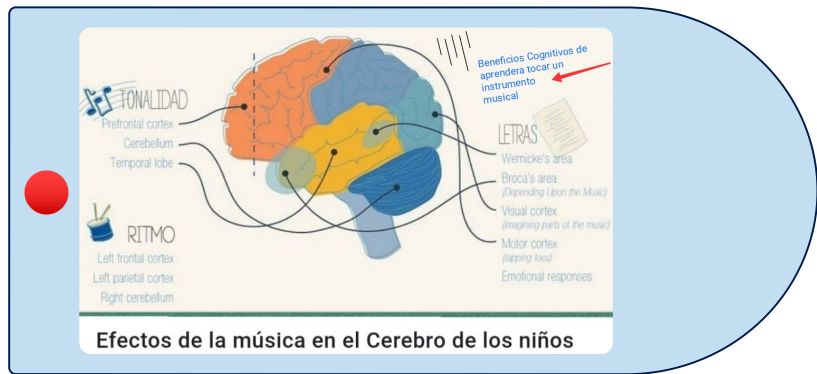 Beneficios Cognitivos de
aprendera tocar un
instrumento
musical
TONALIDAD
Prefrontal cortex
Cerebellum
Temporal lobe
RITMO
Left frontal cortex
Left parietal cortex
Right cerebellum
LETRAS
Wernicke's area
Broca's area
(Depending Upon the Music)
Visual cortex
(Imagining parts of the music)
Motor cortex
(tapping toes)
Emotional responses
Efectos de la música en el Cerebro de los niños